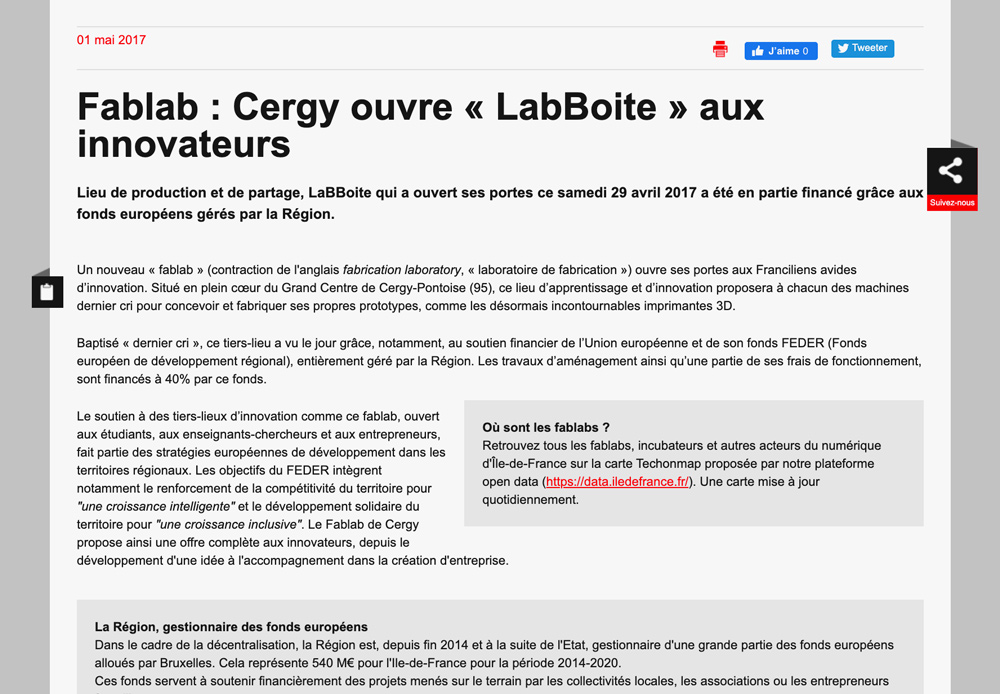 01 mai 2017
J'aime 0
Tweeter
Fablab : Cergy ouvre « LabBoite » aux
innovateurs
Suivez-nous
Lieu de production et de partage, LaBBoite qui a ouvert ses portes ce samedi 29 avril 2017 a été en partie financé grâce aux
fonds européens gérés par la Région.
Un nouveau « fablab » (contraction de l'anglais fabrication laboratory, « laboratoire de fabrication ») ouvre ses portes aux Franciliens avides
d'innovation. Situé en plein cœur du Grand Centre de Cergy-Pontoise (95), ce lieu d'apprentissage et d'innovation proposera à chacun des machines
dernier cri pour concevoir et fabriquer ses propres prototypes, comme les désormais incontournables imprimantes 3D.
Baptisé « dernier cri », ce tiers-lieu a vu le jour grâce, notamment, au soutien financier de l'Union européenne et de son fonds FEDER (Fonds
européen de développement régional), entièrement géré par la Région. Les travaux d'aménagement ainsi qu'une partie de ses frais de fonctionnement,
sont financés à 40% par ce fonds.
Le soutien à des tiers-lieux d'innovation comme ce fablab, ouvert
aux étudiants, aux enseignants-chercheurs et aux entrepreneurs,
fait partie des stratégies européennes de développement dans les
territoires régionaux. Les objectifs du FEDER intègrent
notamment le renforcement de la compétitivité du territoire pour
"une croissance intelligente" et le développement solidaire du
territoire pour "une croissance inclusive". Le Fablab de Cergy
propose ainsi une offre complète aux innovateurs, depuis le
développement d'une idée à l'accompagnement dans la création d'entreprise.
Où sont les fablabs ?
Retrouvez tous les fablabs, incubateurs et autres acteurs du numérique
d'Île-de-France sur la carte Techonmap proposée par notre plateforme
open data (https://data.iledefrance.fr/). Une carte mise à jour
quotidiennement.
La Région, gestionnaire des fonds européens
Dans le cadre de la décentralisation, la Région est, depuis fin 2014 et à la suite de l'Etat, gestionnaire d'une grande partie des fonds européens
alloués par Bruxelles. Cela représente 540 M€ pour l'Ile-de-France pour la période 2014-2020.
Ces fonds servent à soutenir financièrement des projets menés sur le terrain par les collectivités locales, les associations ou les entrepreneurs